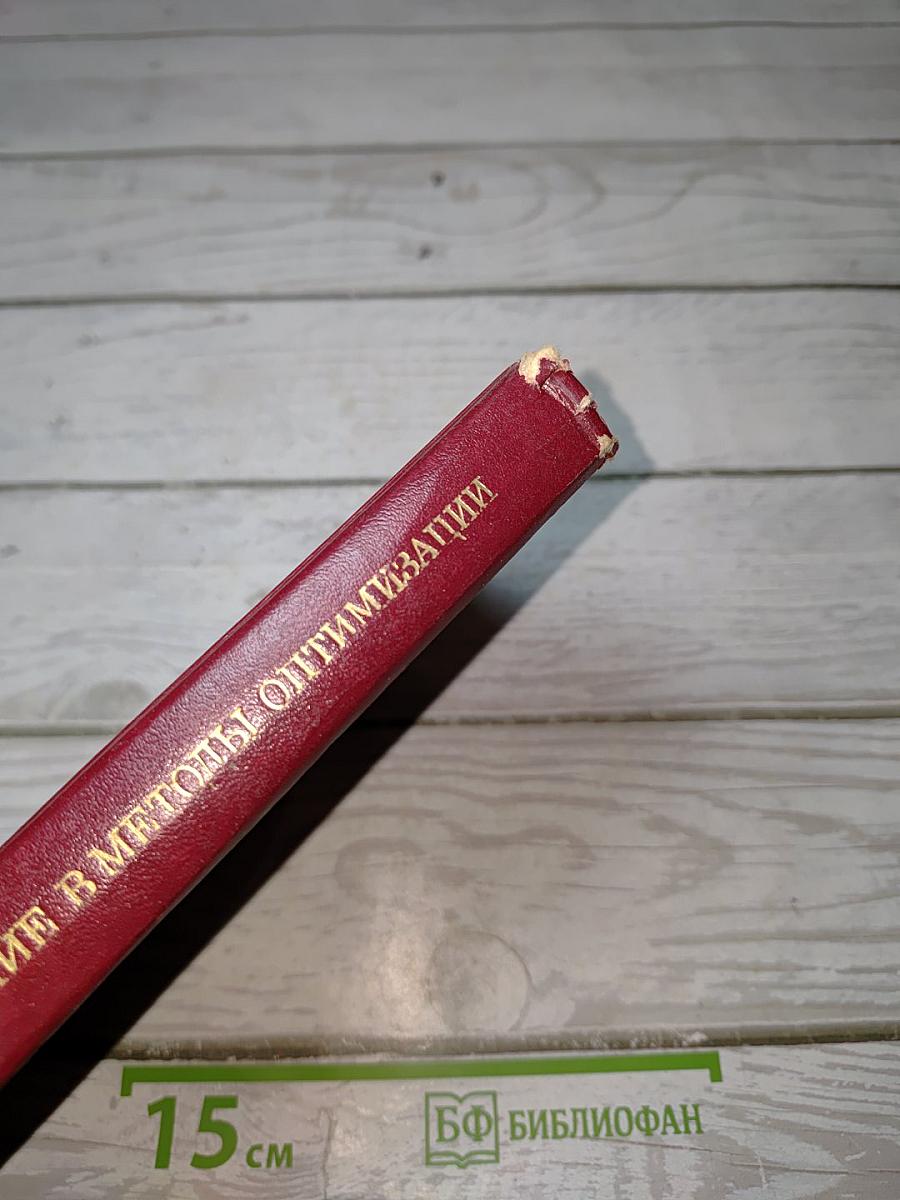 ИЕ В МЕТОДЫ ОПТИМИЗАЦИИ
15 см
БФ БИБЛИОФАН